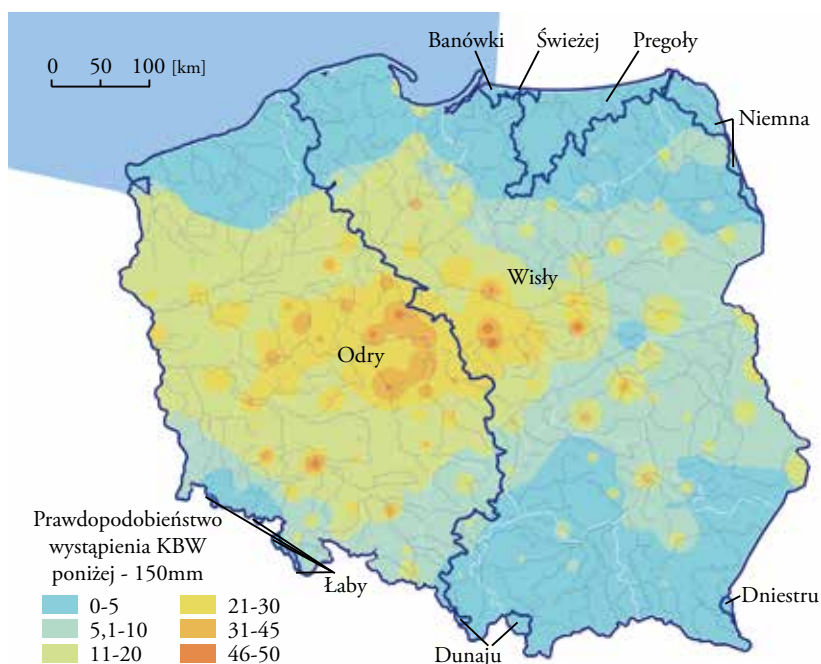 Banówki Świeżej Pregoły
0 50 100 [km]
Niemna
Wisły
Odry
Prawdopodobieństwo
wystąpienia KBW
poniżej - 150mm
Łaby
0-5 21-30
5,1-10 31-45
11-20 46-50
Dniestru
Dunaju